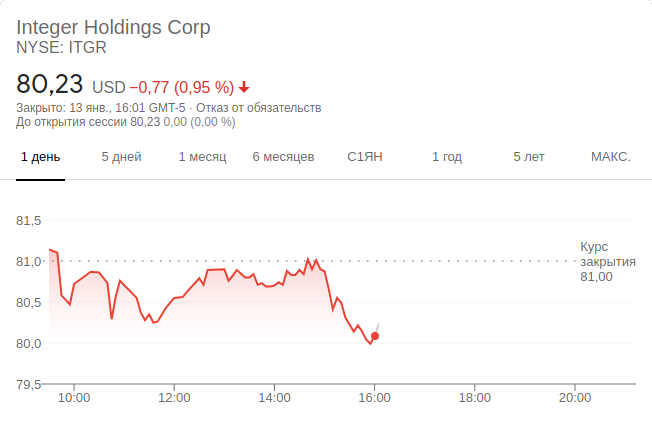 Integer Holdings Corp
NYSE: ITGR
80,23 USD −0,77 (0,95 %)
Закрыто: 13 янв., 16:01 GMT-5 · Отказ от обязательств
До открытия сессии 80,23 0,00 (0,00 %)
1 день 5 дней 1 месяц 6 месяцев С1ЯН 1 год 5 лет МАКС.
81,5
81,0
80,5
80,0
79,5
Курс
закрытия
81,00
10:00 12:00 14:00 16:00 18:00 20:00